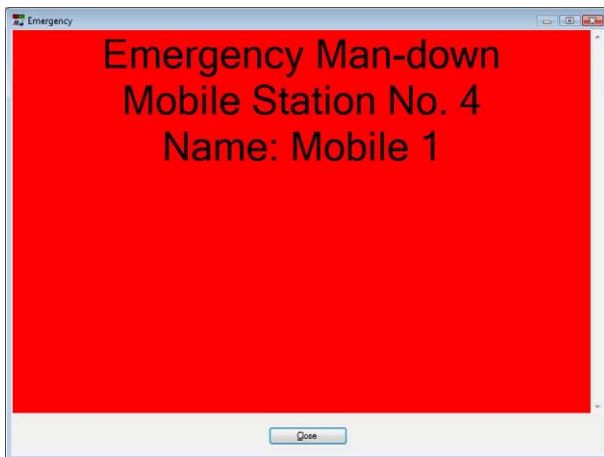 Emergency
Emergency Man-down
Mobile Station No. 4
Name: Mobile 1
Close